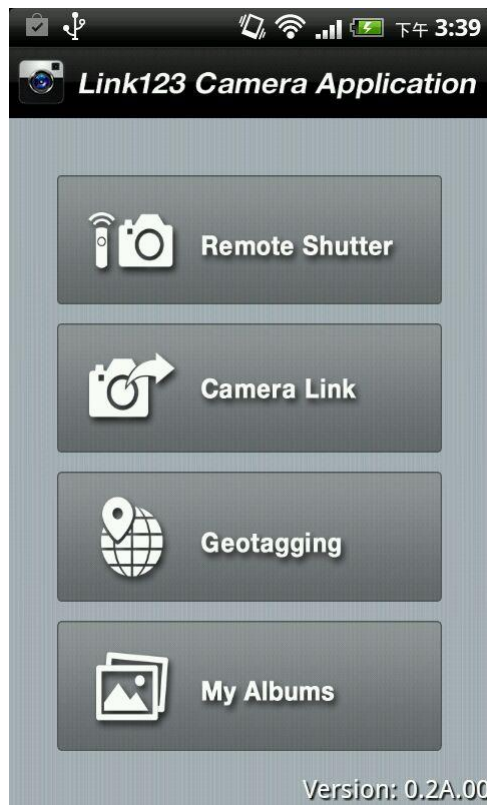 下午 3:39
Link123 Camera Application
Remote Shutter
Camera Link
Geotagging
My Albums
Version: 0.2A.00